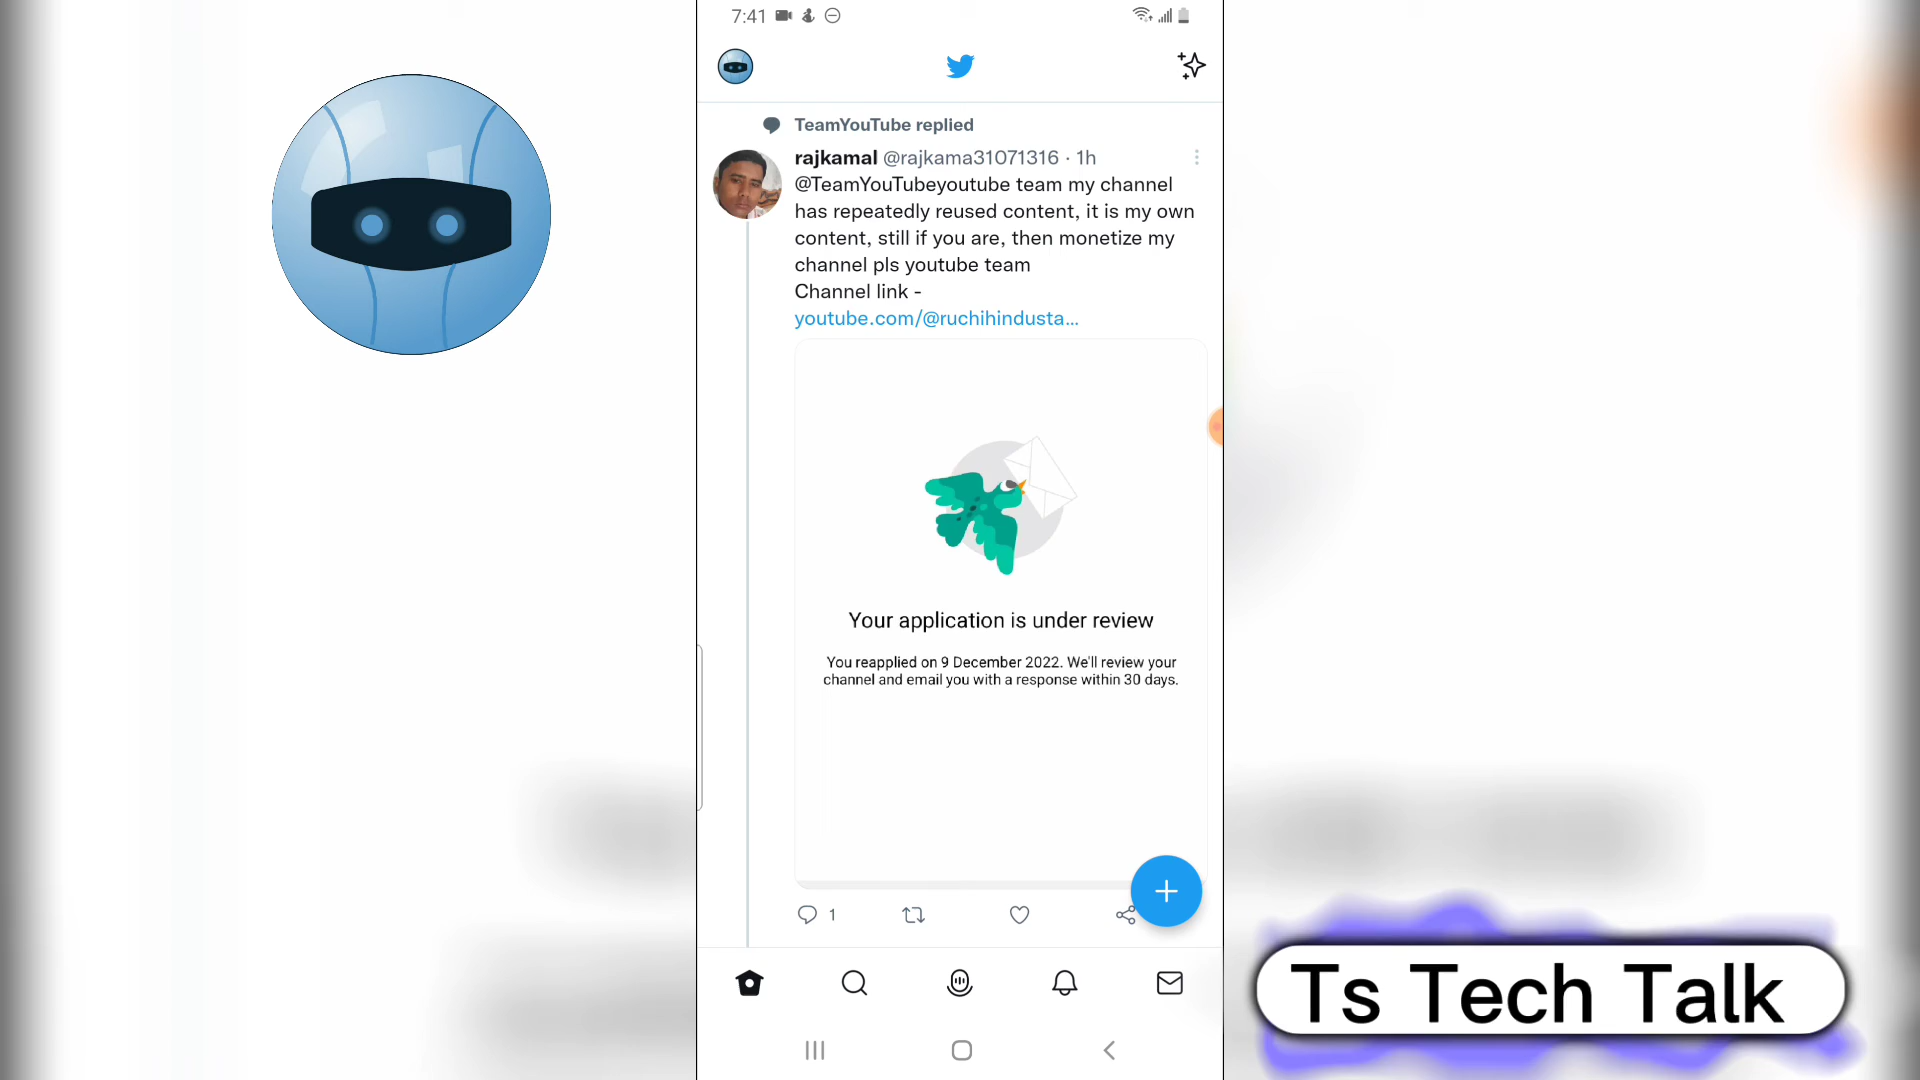 7:41
TeamYouTube replied
rajkamal @rajkama31071316 · 1h
@TeamYouTubeyoutube team my channel
has repeatedly reused content, it is my own
content, still if you are, then monetize my
channel pls youtube team
Channel link -
youtube.com/@ruchihindusta...
Your application is under review
You reapplied on 9 December 2022. We'll review your
channel and email you with a response within 30 days.
1
Ts Tech Talk